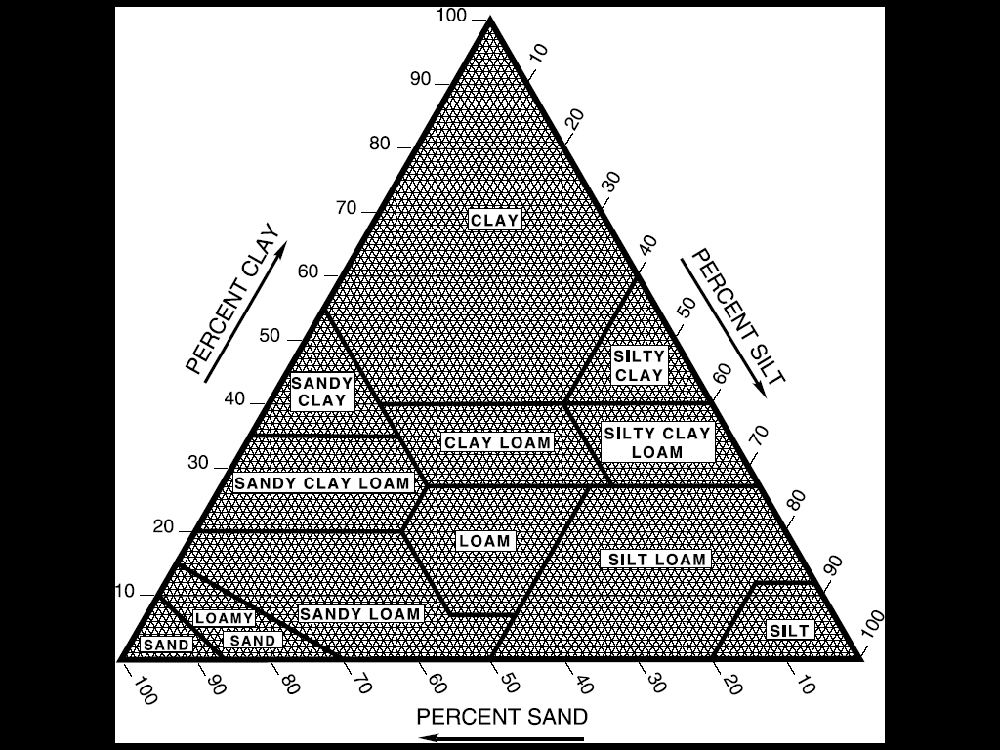 100
10
90
20
80
30
70
CLAY
40
60
PERCENT CLAY
PERCENT SILT
50
50
SILTY
CLAY
60
SANDY
CLAY
40
70
CLAY LOAM
SILTY CLAY
LOAM
30
SANDY CLAY LOAM
80
20
LOAM
SILT LOAM
90
10
LOAMY
SAND
SANDY LOAM
SAND
SILT
100
100
90
80
70
60
50
40
30
20
10
PERCENT SAND